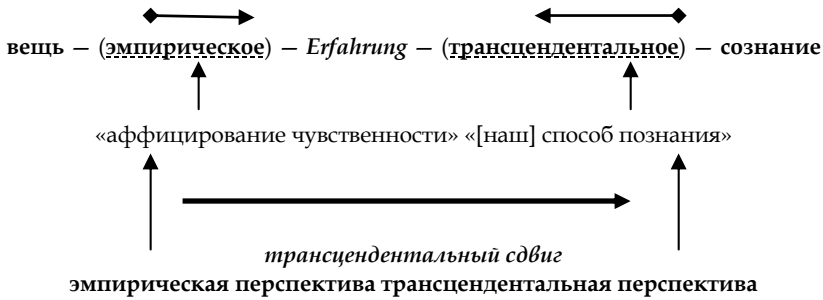 вещь – (эмпирическое) – Erfahrung – (трансцендентальное) – сознание
«аффицирование чувственности» «[наш] способ познания»
трансцендентальный сдвиг
эмпирическая перспектива трансцендентальная перспектива